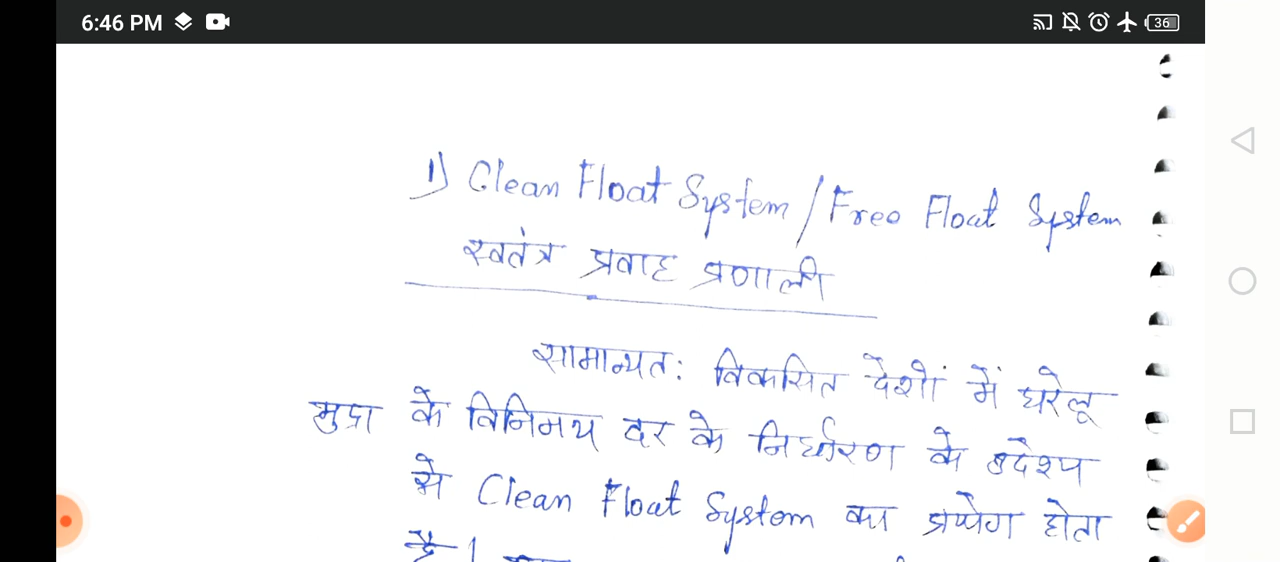 6:46 PM
36
1) Clean Float System / Free Float System
स्वतंत्र प्रवाह प्रणाली
सामान्यत: विकसित देशों में घरेलू
मुद्रा के विनिमय दर के निर्धारण के उदेश्य
से Clean Float System का प्रयोग होता
है।